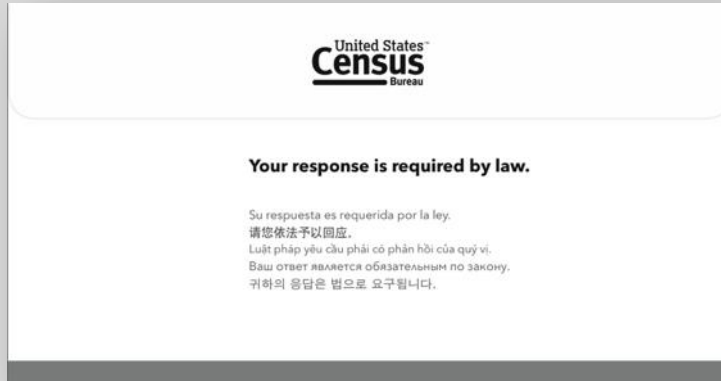 United States™
Census
Bureau
Your response is required by law.
Su respuesta es requerida por la ley.
请您依法予以回应。
Luật pháp yêu cầu phải có phản hồi của quý vị.
Ваш ответ является обязательным по закону.
귀하의 응답은 법으로 요구됩니다.